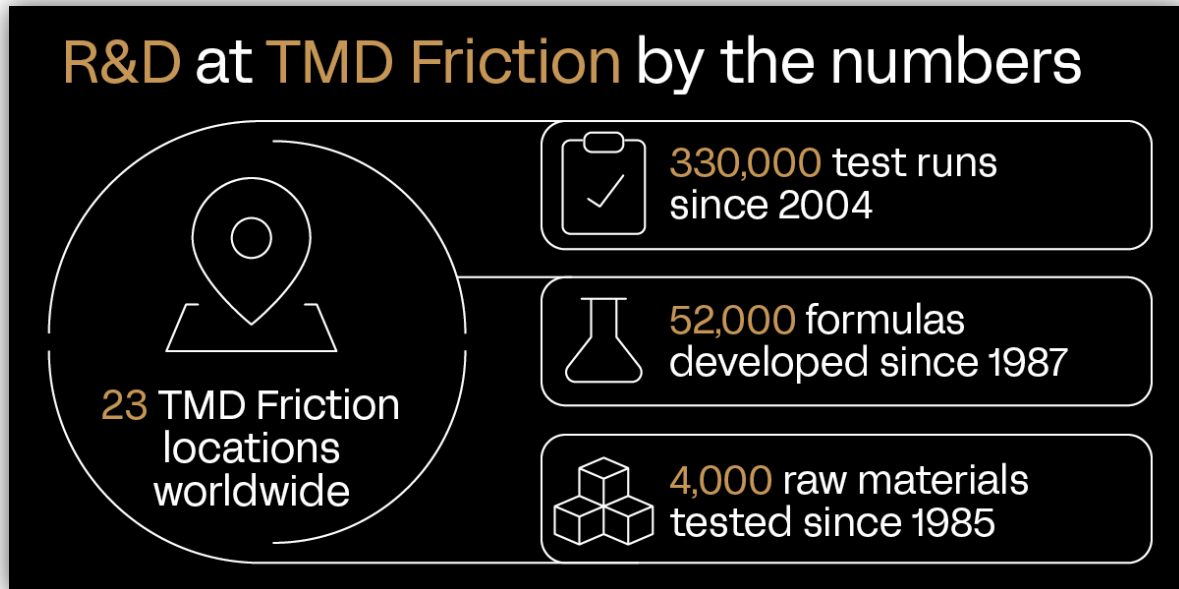 R&D at TMD Friction by the numbers
23 TMD Friction
locations
worldwide
330,000 test runs
since 2004
52,000 formulas
developed since 1987
4,000 raw materials
tested since 1985